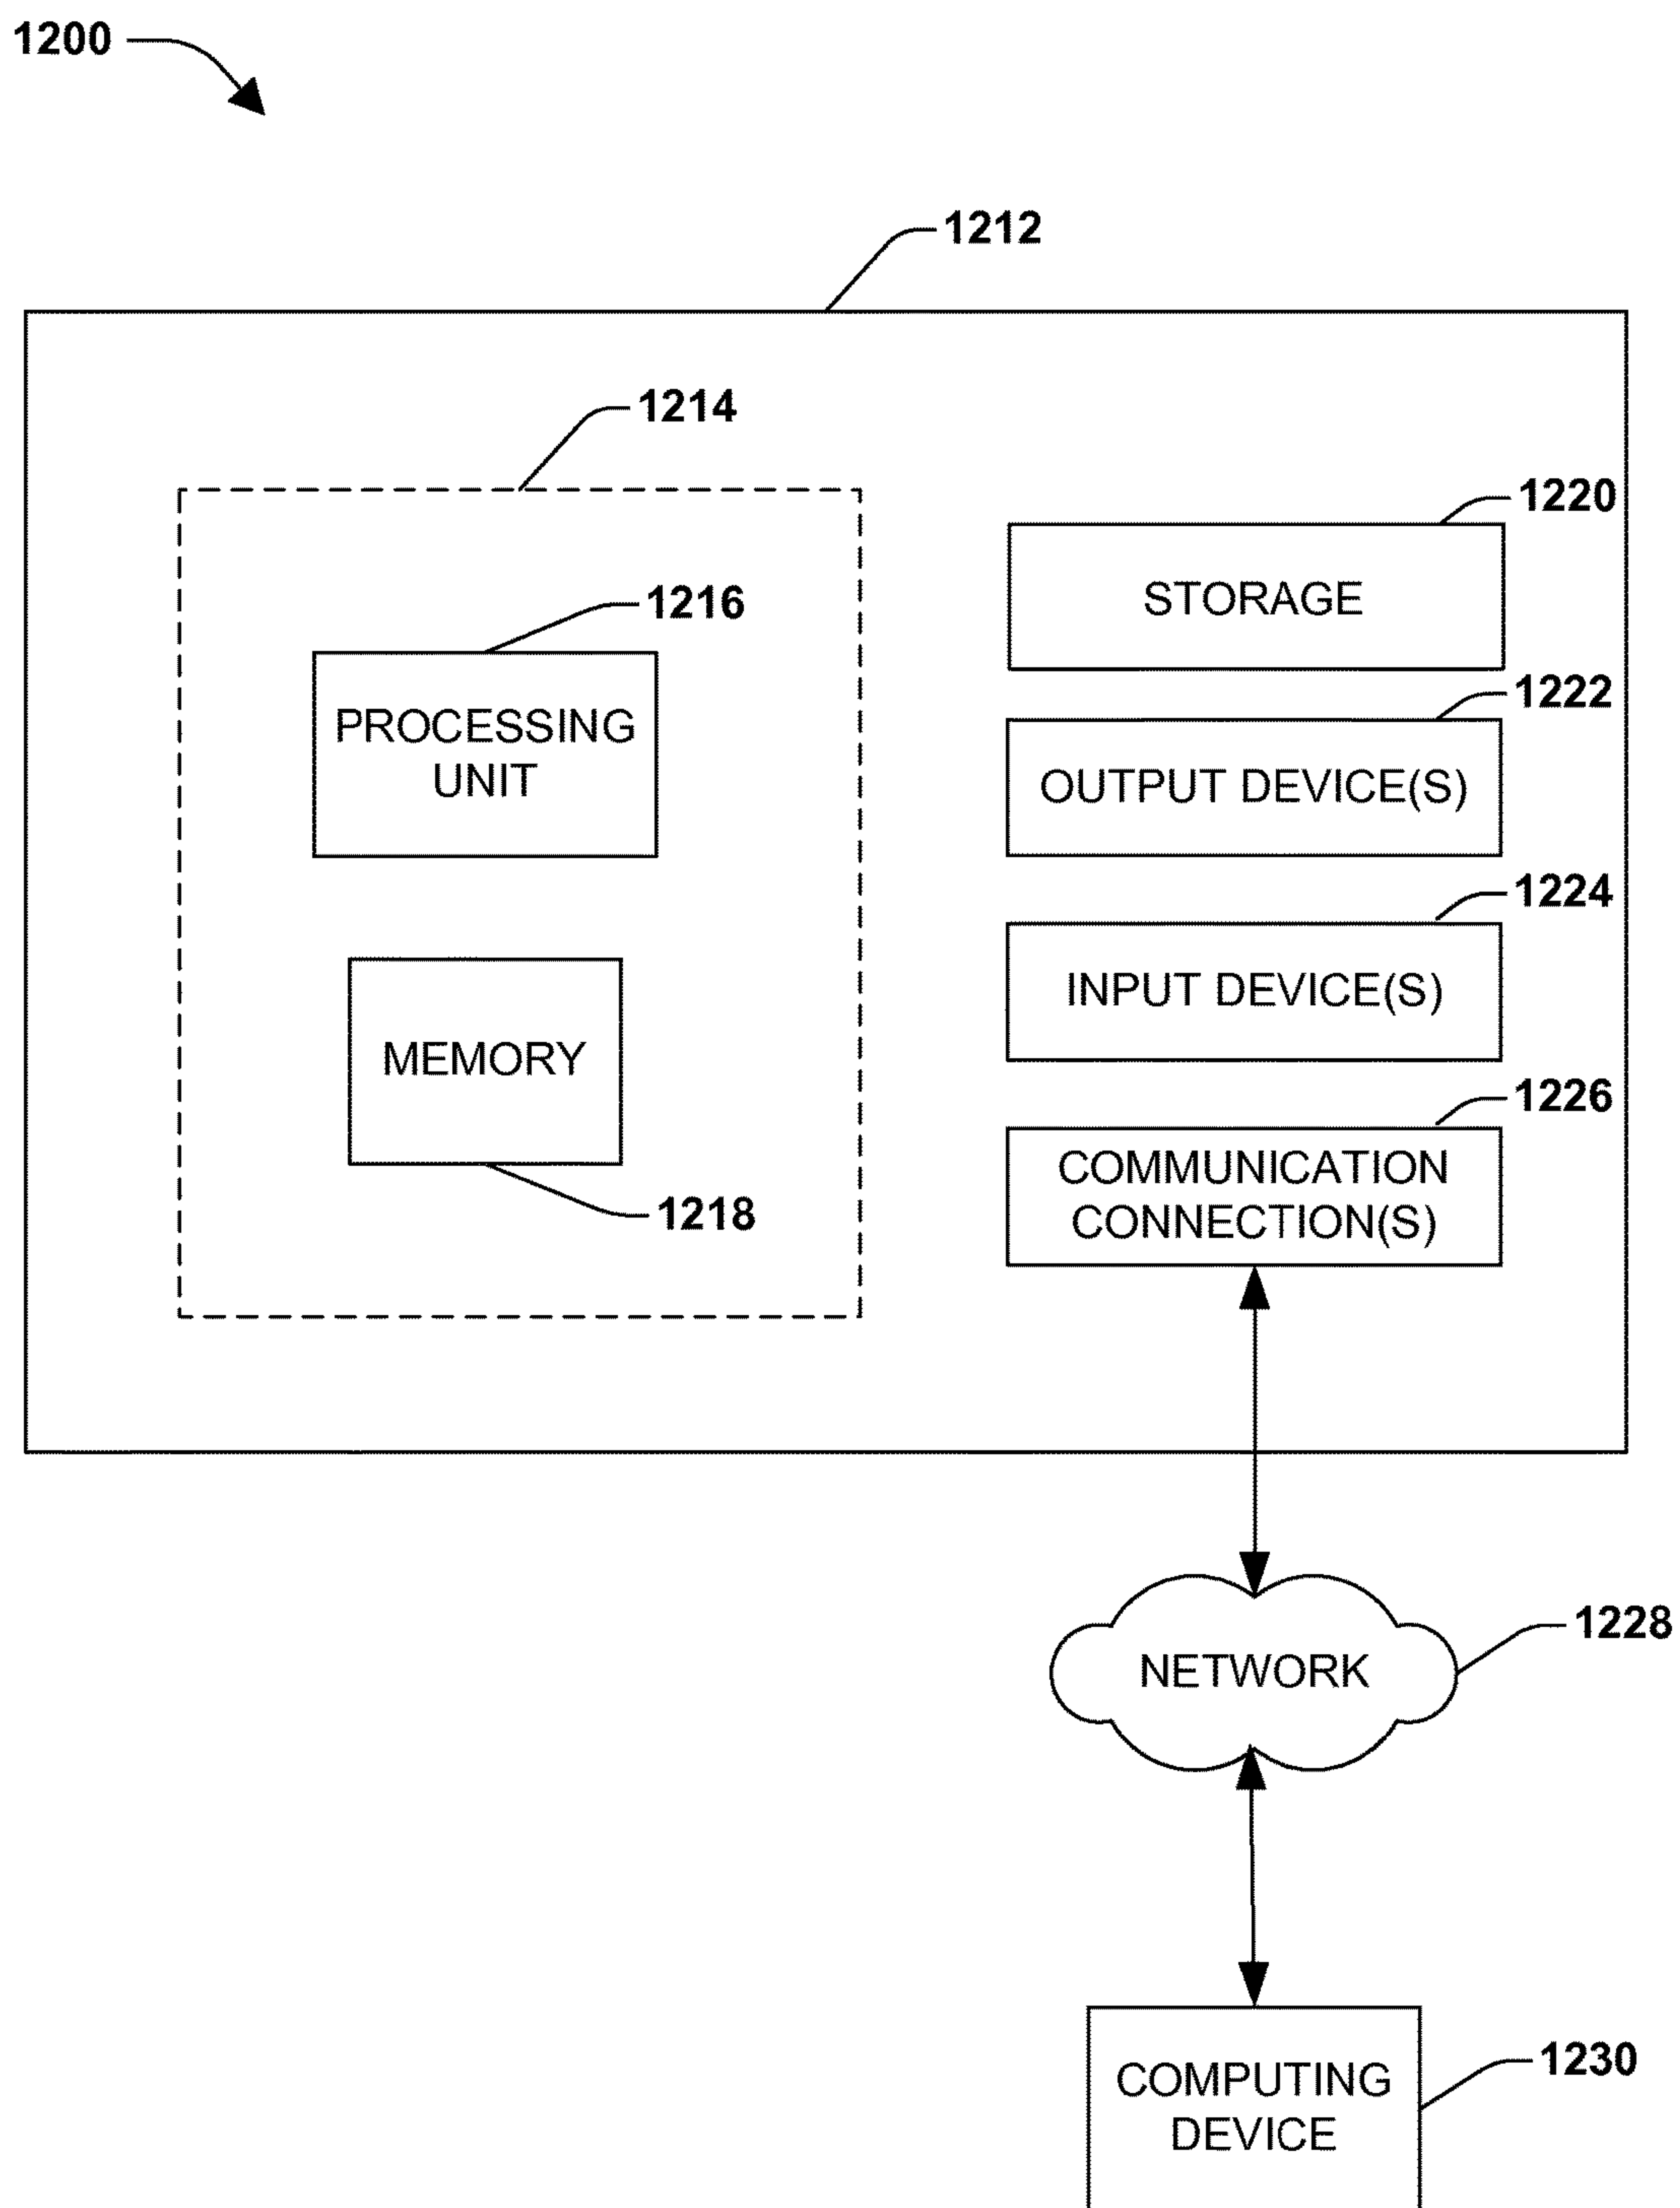 1200
1212
1214
1216
PROCESSING
UNIT
MEMORY
1218
1220
STORAGE
1222
OUTPUT DEVICE(S)
1224
INPUT DEVICE(S)
1226
COMMUNICATION
CONNECTION(S)
NETWORK
1228
COMPUTING
DEVICE
1230